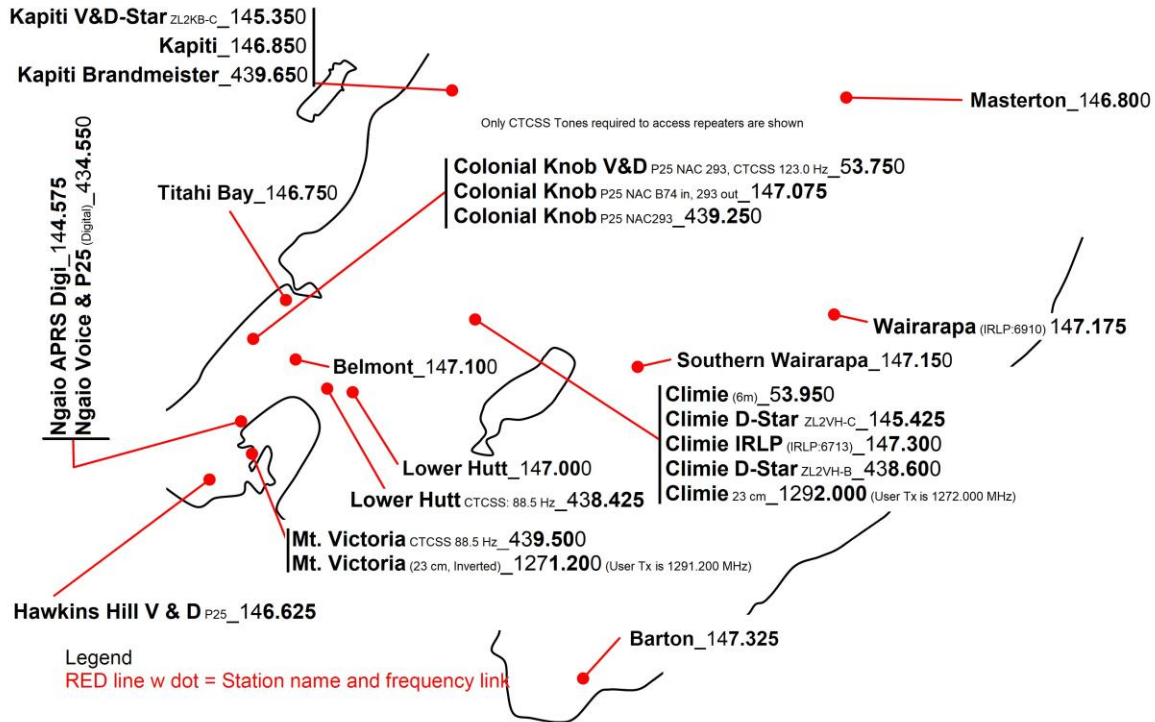 Kapiti V&D-Star ZL2KB-C_145.350
Kapiti_146.850
Kapiti Brandmeister_439.650
Masterton_146.800
Only CTCSS Tones required to access repeaters are shown
Ngaio APRS Digi_144.575
Ngaio Voice & P25 (Digital)_434.550
Titahi Bay_146.750
Colonial Knob V&D P25 NAC 293, CTCSS 123.0 Hz_53.750
Colonial Knob P25 NAC B74 in, 293 out_147.075
Colonial Knob P25 NAC293_439.250
Wairarapa (IRLP:6910) 147.175
Belmont_147.100
Southern Wairarapa_147.150
Climie (6m)_53.950
Climie D-Star ZL2VH-C_145.425
Climie IRLP (IRLP:6713)_147.300
Climie D-Star ZL2VH-B_438.600
Climie 23 cm_1292.000 (User Tx is 1272.000 MHz)
Lower Hutt_147.000
Lower Hutt CTCSS: 88.5 Hz_438.425
Mt. Victoria CTCSS 88.5 Hz_439.500
Mt. Victoria (23 cm, Inverted)_1271.200 (User Tx is 1291.200 MHz)
Hawkins Hill V & D P25_146.625
Barton_147.325
Legend
RED line w dot = Station name and frequency link